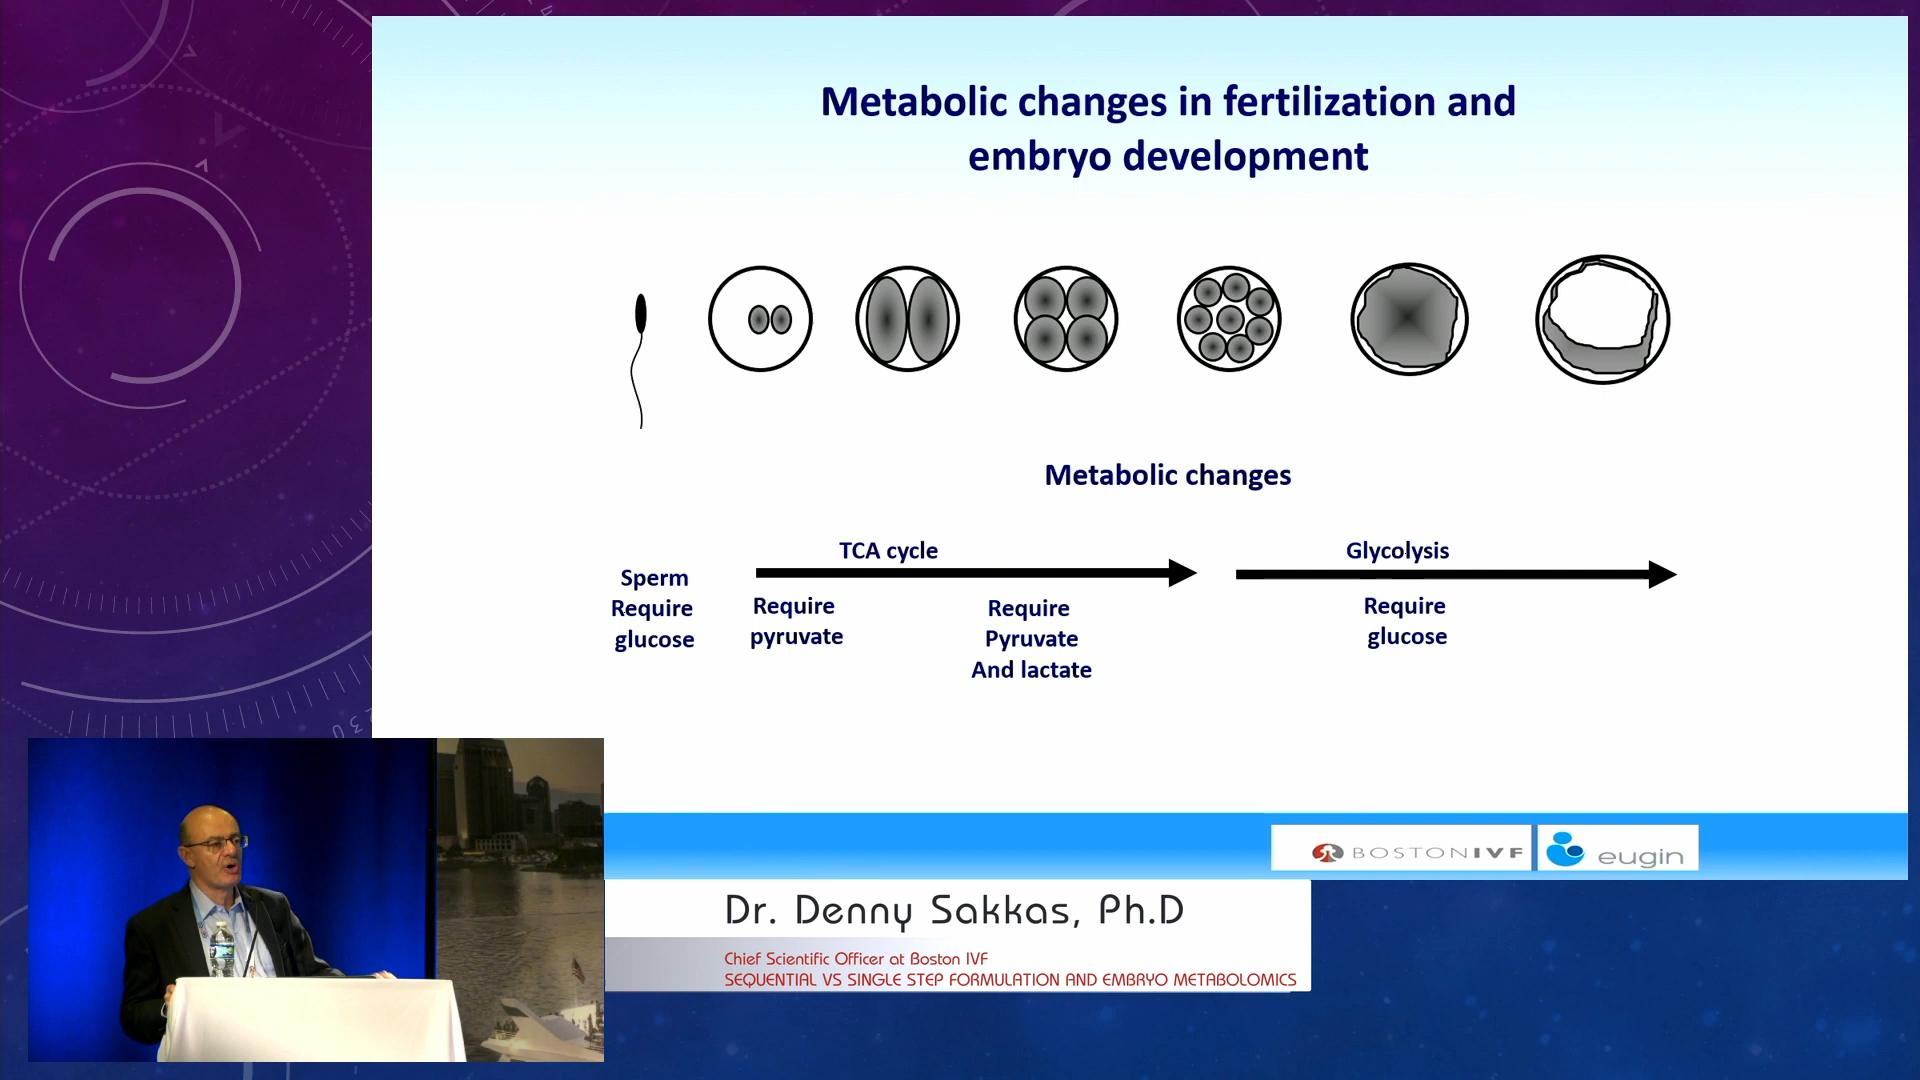 Metabolic changes in fertilization and
embryo development
Metabolic changes
TCA cycle
Glycolysis
Sperm
Require
glucose
Require
pyruvate
Require
Pyruvate
And lactate
Require
glucose
BOSTONIVF
eugin
Dr. Denny Sakkas, Ph.D
Chief Scientific Officer at Boston IVF
SEQUENTIAL VS SINGLE STEP FORMULATION AND EMBRYO METABOLOMICS